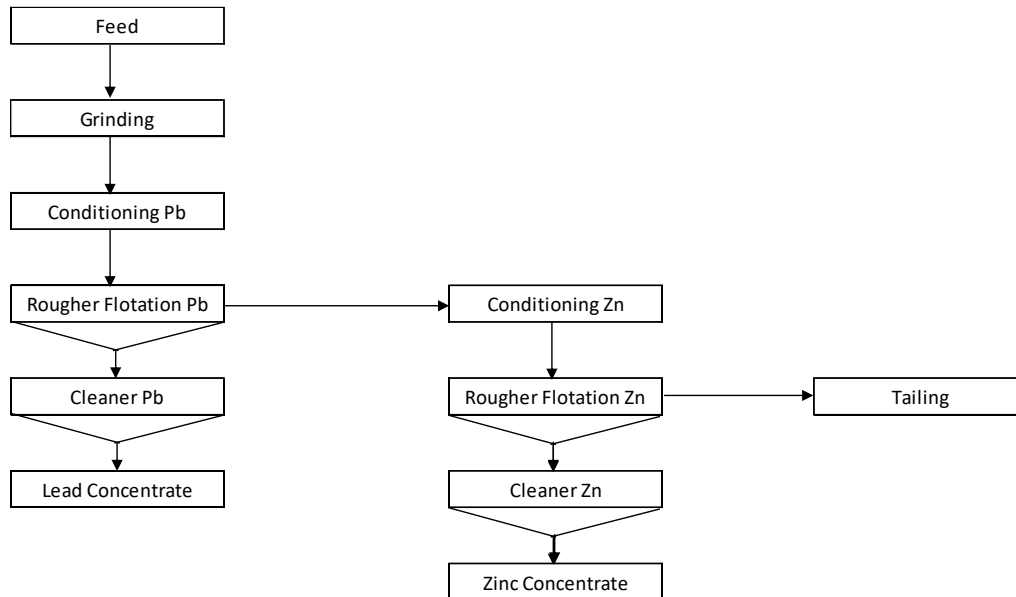 Feed
Grinding
Conditioning Pb
Rougher Flotation Pb
Conditioning Zn
Cleaner Pb
Rougher Flotation Zn
Tailing
Lead Concentrate
Cleaner Zn
Zinc Concentrate